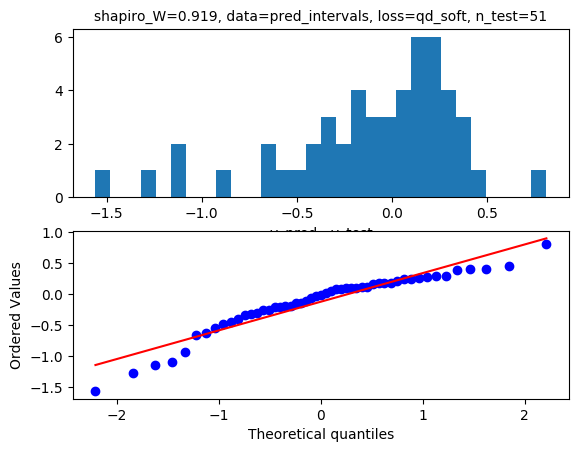 shapiro_W=0.919, data=pred_intervals, loss=qd_soft, n_test=51
6
4
2
0
−1.5 −1.0 −0.5 0.0 0.5
1.0
0.5
0.0
−0.5
−1.0
−1.5
Ordered Values
−2 −1 0 1 2
Theoretical quantiles